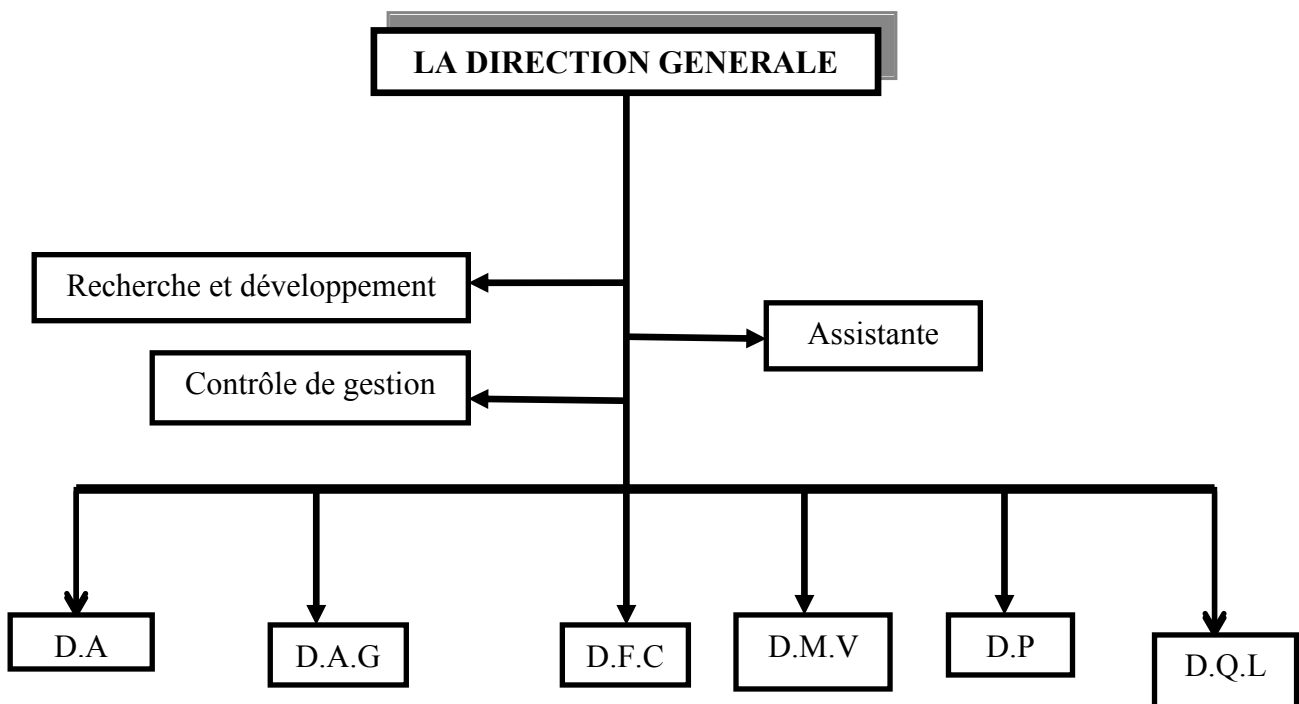 LA DIRECTION GENERALE
Recherche et développement
Assistante
Contrôle de gestion
D.A
D.A.G
D.F.C
D.M.V
D.P
D.Q.L